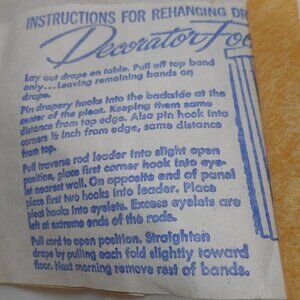 INSTRUCTIONS FOR REHANGING DR
Decorator Fo
Lay out drape on table. Pull off top band
only...Leaving remaining bands on
drape.
Pin drapery hooks into the backside at the
center of the pleat. Keeping them same
distance from top edge. Also pin hook into
corners ½ inch from edge, same distance
from top.
Pull traverse rod leader into slight open
position, place first corner hook into eye-
let nearest wall. On opposite end of panel
place first two hooks into leader. Place
pleat hooks into eyelets. Excess eyelets are
left at extreme ends of the rods.
Pull cord to open position. Straighten
drape by pulling each fold slightly toward
floor. Next morning remove rest of bands.